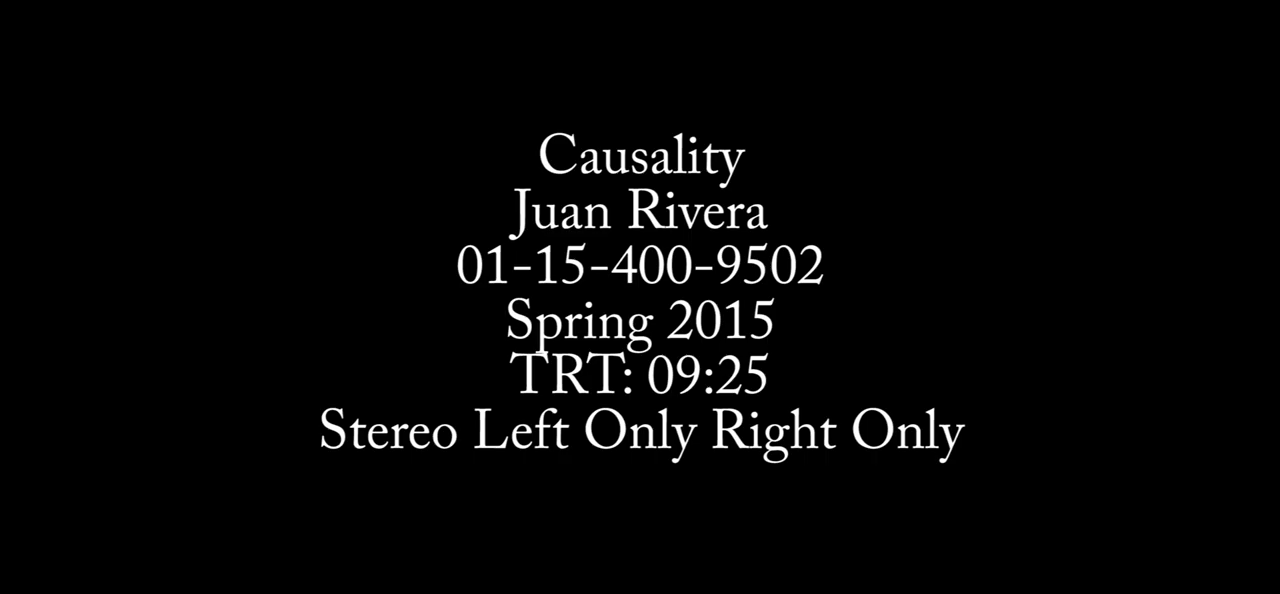 Causality
Juan Rivera
01-15-400-9502
Spring 2015
TRT: 09:25
Stereo Left Only Right Only